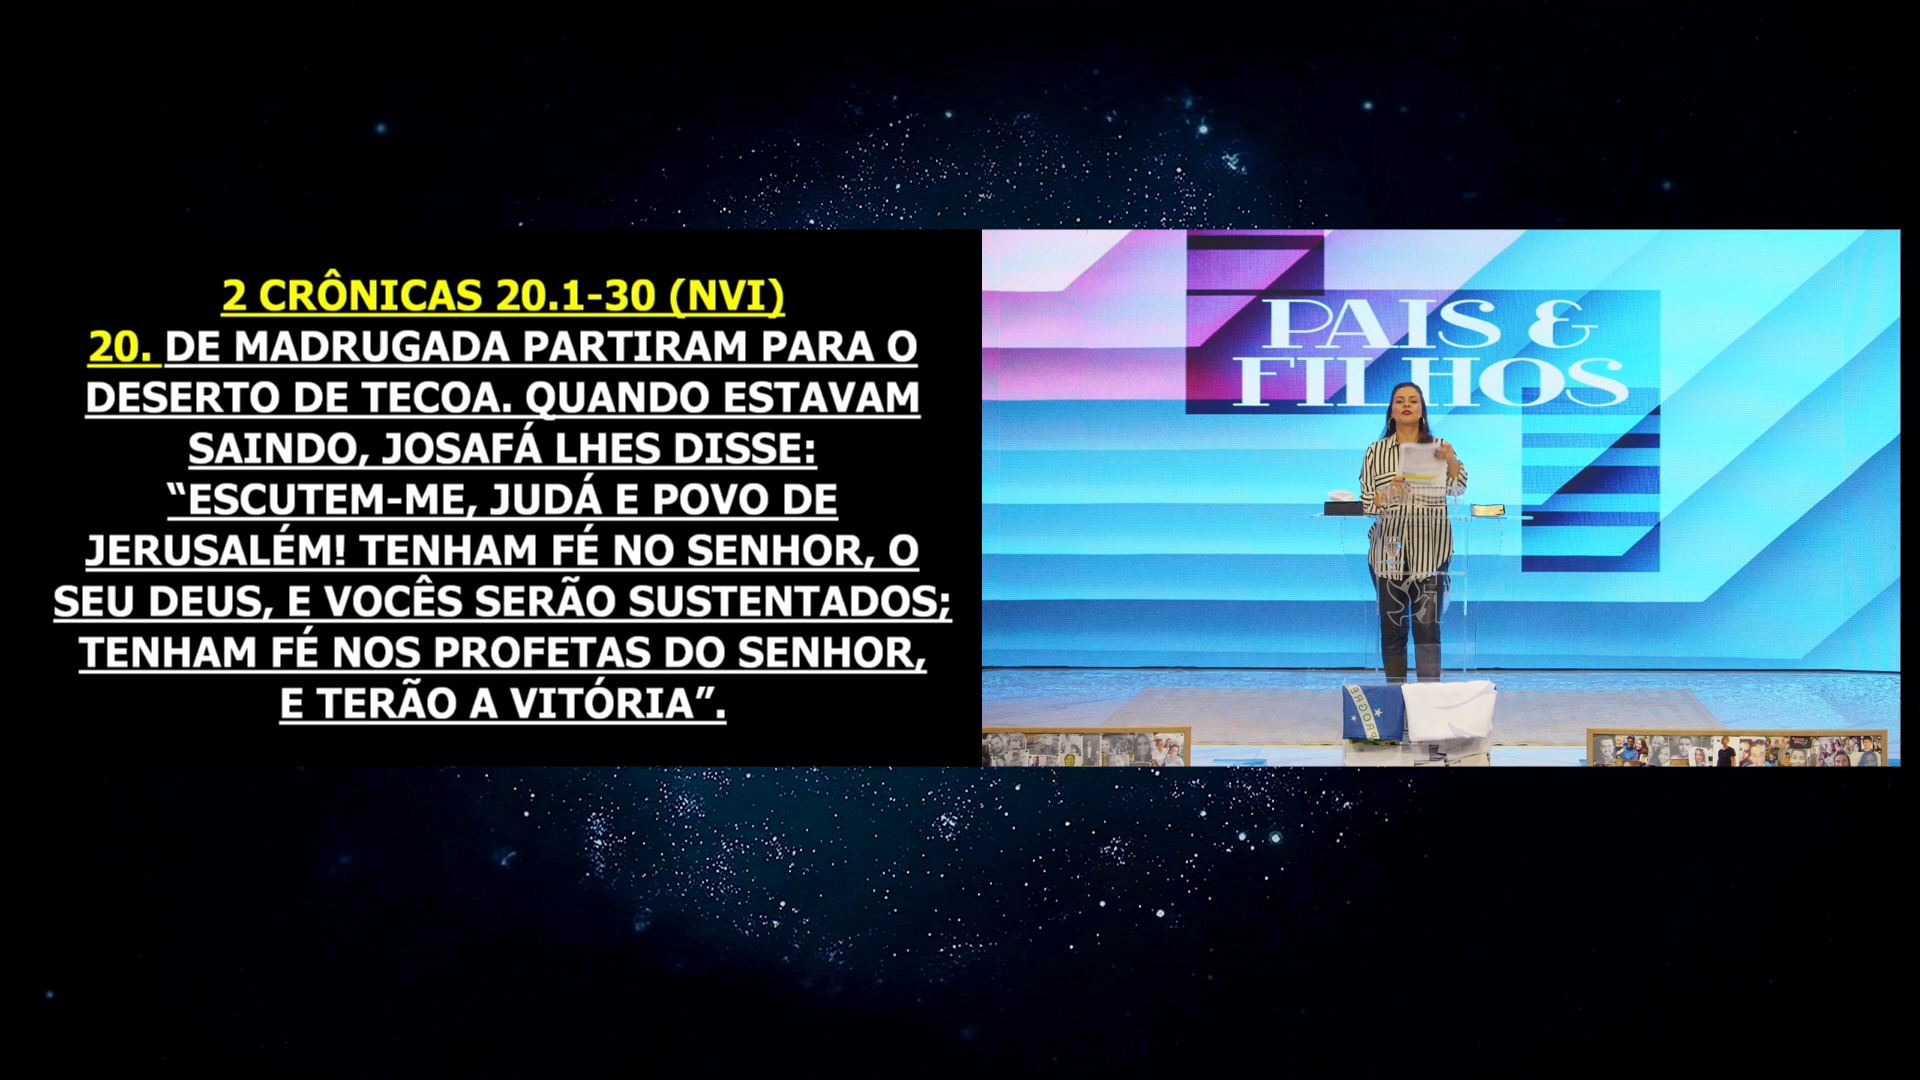 2 CRÔNICAS 20.1-30 (NVI)
20. DE MADRUGADA PARTIRAM PARA O
DESERTO DE TECOA. QUANDO ESTAVAM
SAINDO, JOSAFÁ LHES DISSE:
“ESCUTEM-ME, JUDÁ E POVO DE
JERUSALÉM! TENHAM FÉ NO SENHOR, O
SEU DEUS, E VOCÊS SERÃO SUSTENTADOS;
TENHAM FÉ NOS PROFETAS DO SENHOR,
E TERÃO A VITÓRIA”.
PAIS &
FILHOS
PROGRE